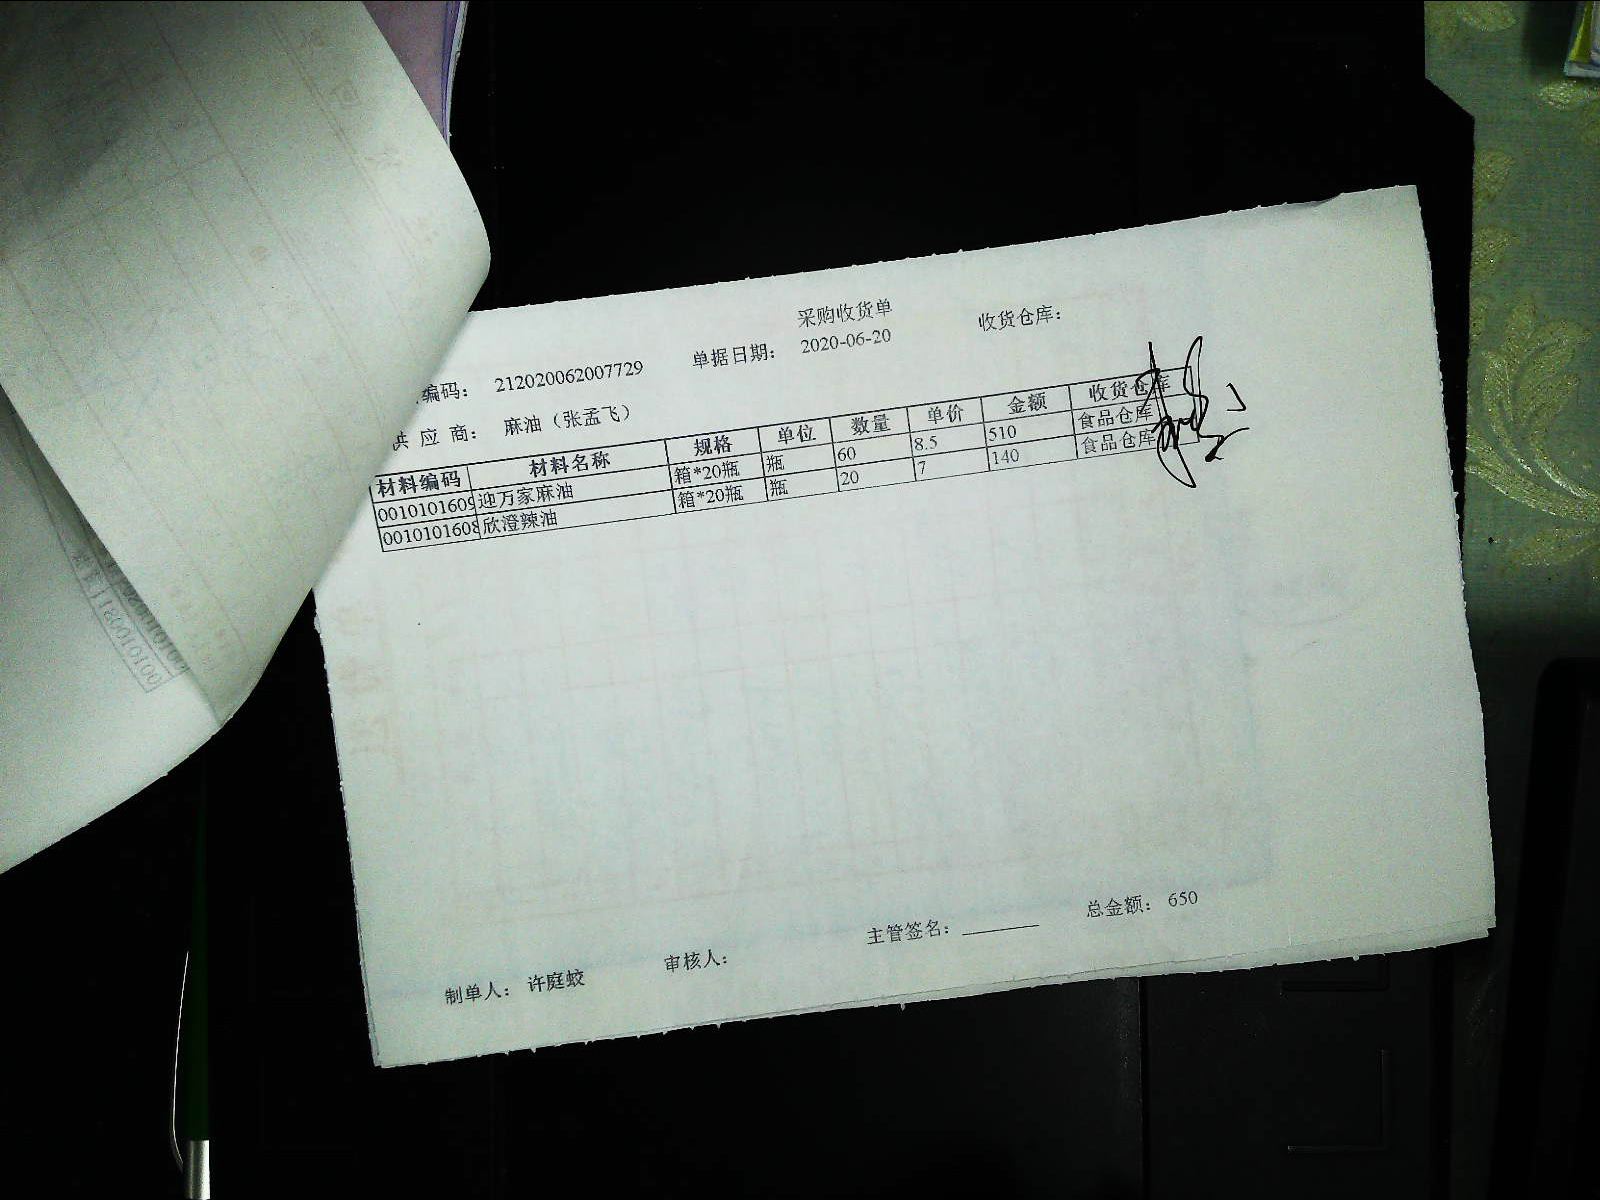 采购收货单
编码： 212020062007729 单据日期： 2020-06-20 收货仓库：
供 应 商： 麻油（张孟飞）
材料编码 材料名称 规格 单位 数量 单价 金额 收货仓库
0010101609 迎万家麻油 箱*20瓶 瓶 60 8.5 510 食品仓库
0010101608 欣澄辣油 箱*20瓶 瓶 20 7 140 食品仓库
制单人： 许庭蛟 审核人： 主管签名： 总金额： 650